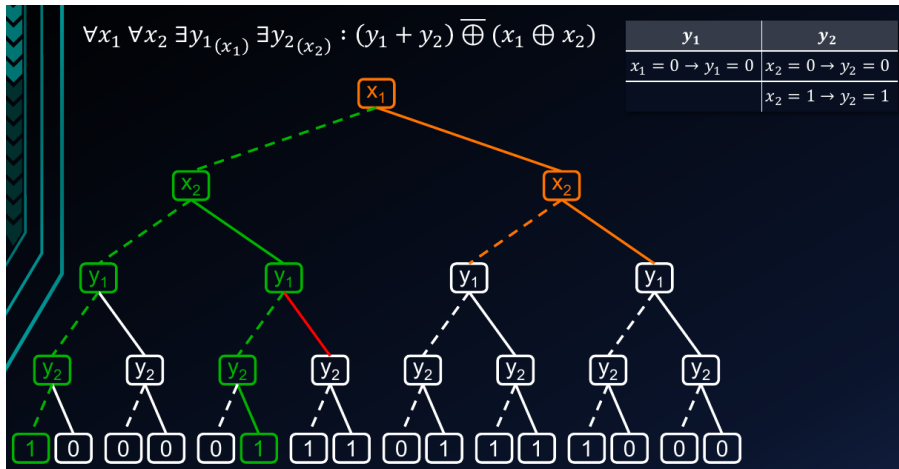 ∀x₁ ∀x₂ ∃y₁₍ₓ₁₎ ∃y₂₍ₓ₂₎ : (y₁ + y₂) ⊕̅ (x₁ ⊕ x₂)
y₁ y₂
x₁ = 0 → y₁ = 0 x₂ = 0 → y₂ = 0
x₂ = 1 → y₂ = 1
x₁
x₂ x₂
y₁ y₁ y₁ y₁
y₂ y₂ y₂ y₂ y₂ y₂ y₂ y₂
1 0 0 0 0 1 1 1 0 1 1 1 1 0 0 0